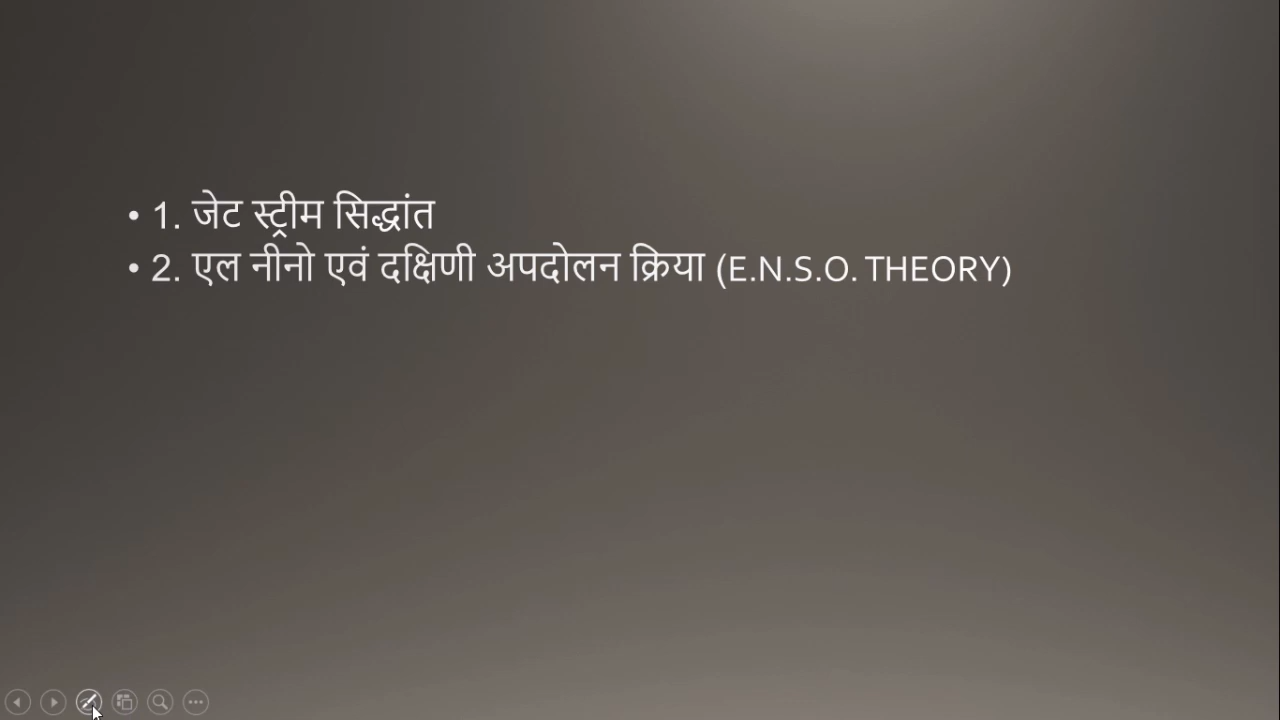 • 1. जेट स्ट्रीम सिद्धांत
• 2. एल नीनो एवं दक्षिणी अपदोलन क्रिया (E.N.S.O. THEORY)